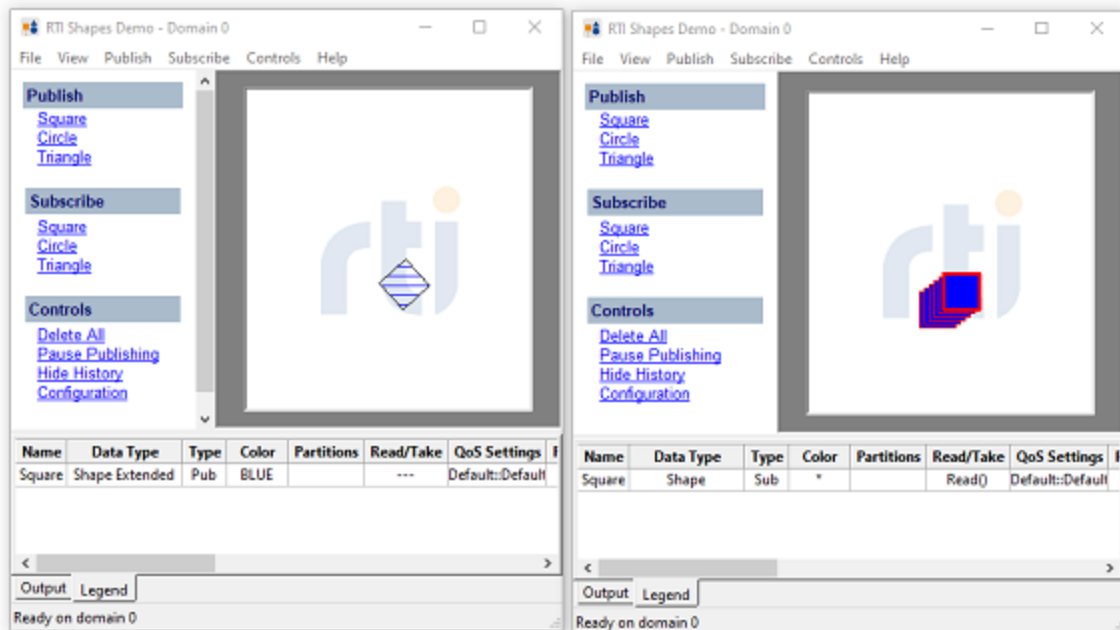 RTI Shapes Demo - Domain 0
File View Publish Subscribe Controls Help
Publish
Square
Circle
Triangle
Subscribe
Square
Circle
Triangle
Controls
Delete All
Pause Publishing
Hide History
Configuration
rti
Name Data Type Type Color Partitions Read/Take QoS Settings
Square Shape Extended Pub BLUE --- Default::Default
Output Legend
Ready on domain 0
RTI Shapes Demo - Domain 0
File View Publish Subscribe Controls Help
Publish
Square
Circle
Triangle
Subscribe
Square
Circle
Triangle
Controls
Delete All
Pause Publishing
Hide History
Configuration
rti
Name Data Type Type Color Partitions Read/Take QoS Settings
Square Shape Sub * Read() Default::Default
Output Legend
Ready on domain 0